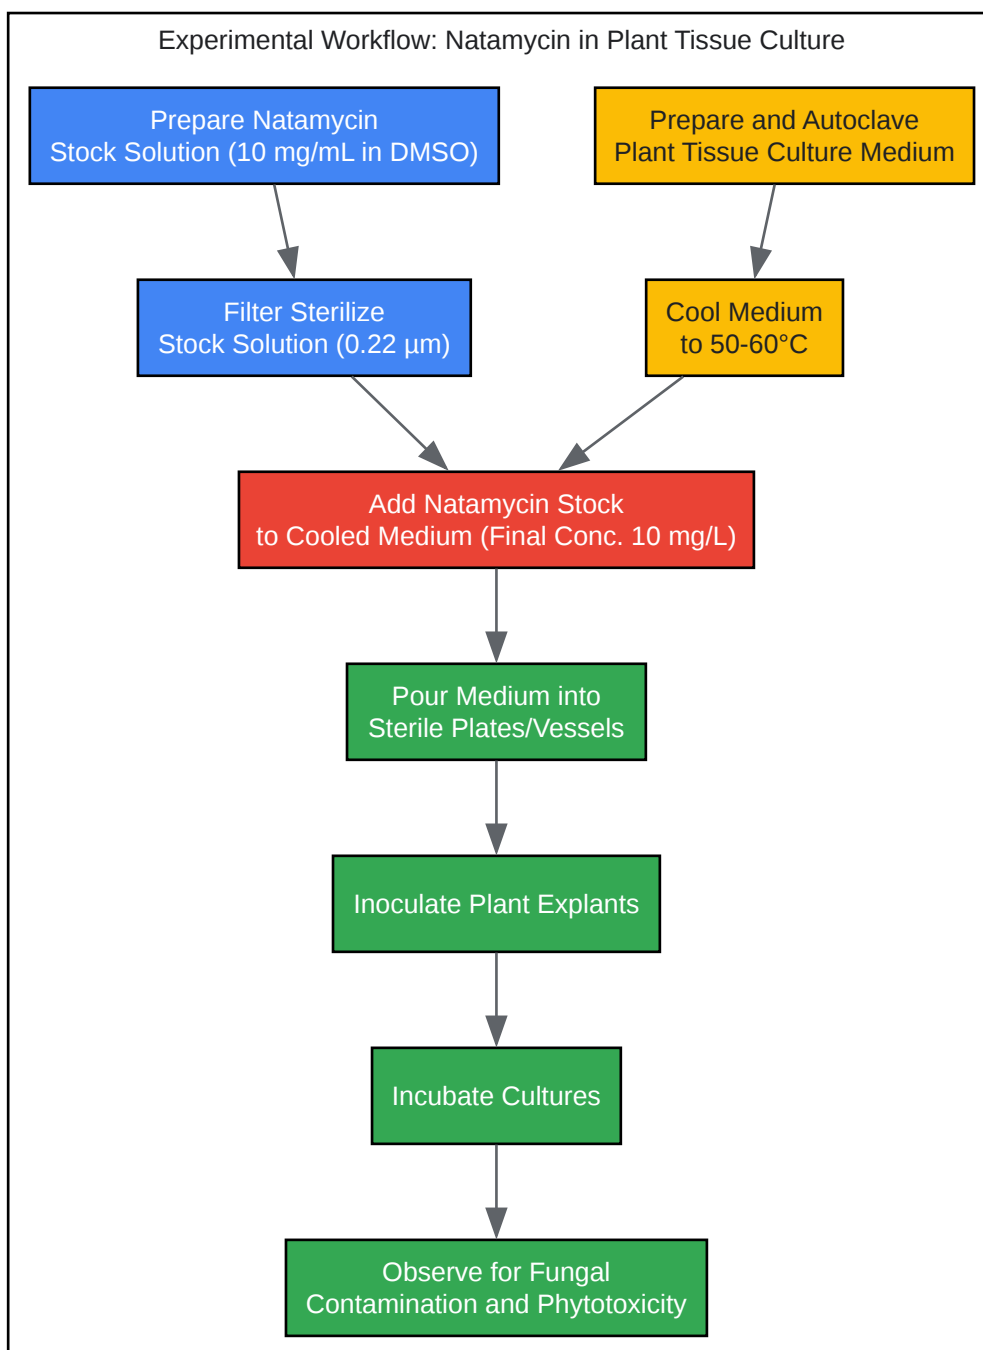 Experimental Workflow: Natamycin in Plant Tissue Culture
Prepare Natamycin
Stock Solution (10 mg/mL in DMSO)
Prepare and Autoclave
Plant Tissue Culture Medium
Filter Sterilize
Stock Solution (0.22 µm)
Cool Medium
to 50-60°C
Add Natamycin Stock
to Cooled Medium (Final Conc. 10 mg/L)
Pour Medium into
Sterile Plates/Vessels
Inoculate Plant Explants
Incubate Cultures
Observe for Fungal
Contamination and Phytotoxicity